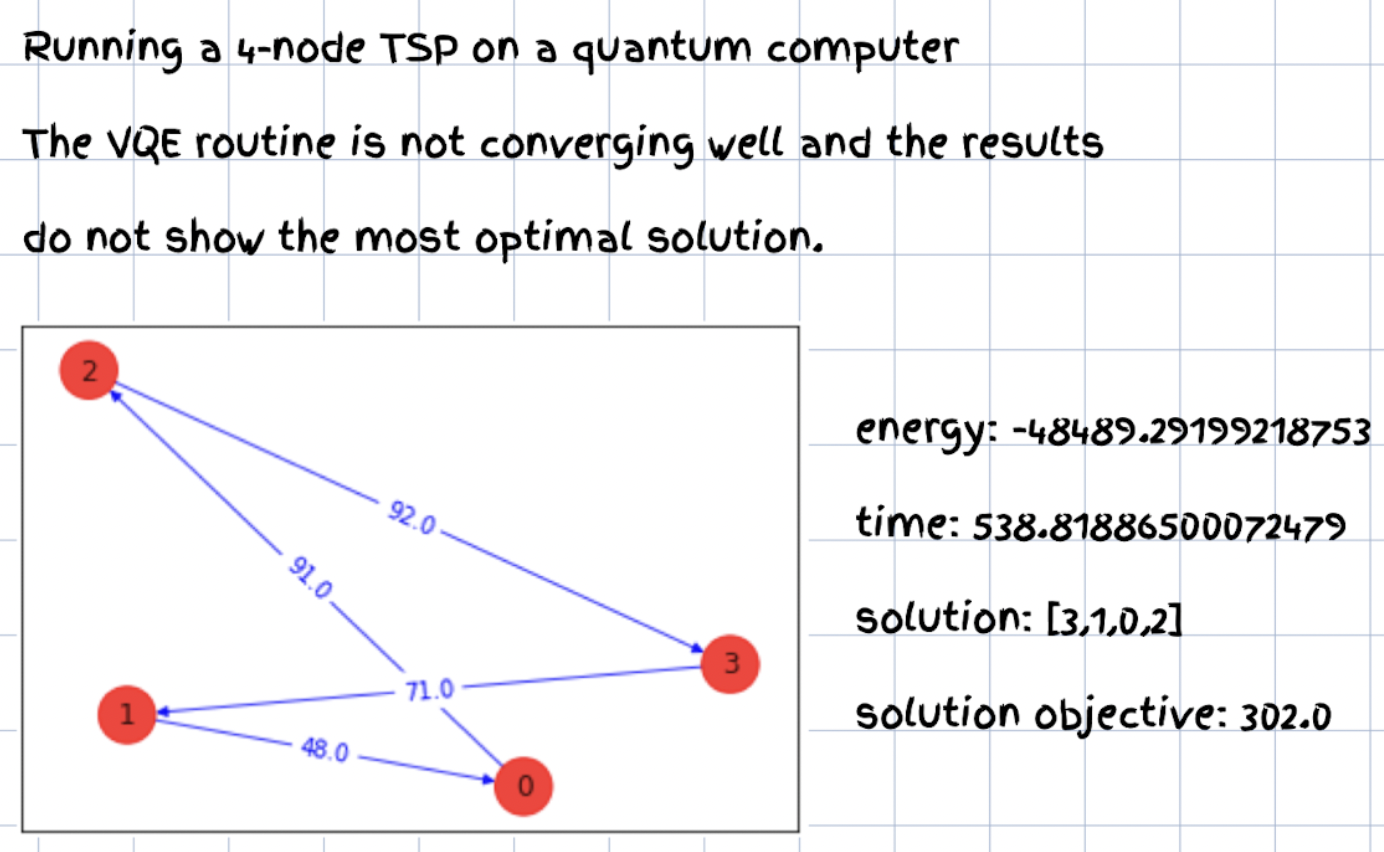 Running a 4-node TSP on a quantum computer
The VQE routine is not converging well and the results
do not show the most optimal solution.
2
92.0
91.0
3
71.0
1
48.0
0
energy: -48489.29199218753
time: 538.81886500072479
solution: [3,1,0,2]
solution objective: 302.0